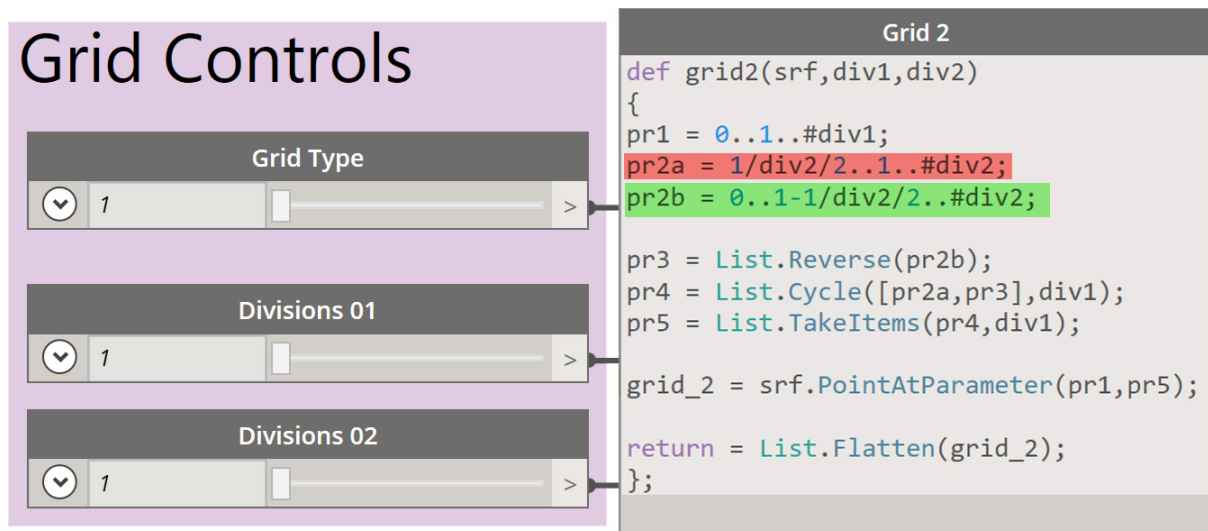 Grid Controls
Grid Type
1
>
Divisions 01
1
>
Divisions 02
1
>
Grid 2
def grid2(srf,div1,div2)
{
pr1 = 0..1..#div1;
pr2a = 1/div2/2..1..#div2;
pr2b = 0..1-1/div2/2..#div2;
pr3 = List.Reverse(pr2b);
pr4 = List.Cycle([pr2a,pr3],div1);
pr5 = List.TakeItems(pr4,div1);
grid_2 = srf.PointAtParameter(pr1,pr5);
return = List.Flatten(grid_2);
};